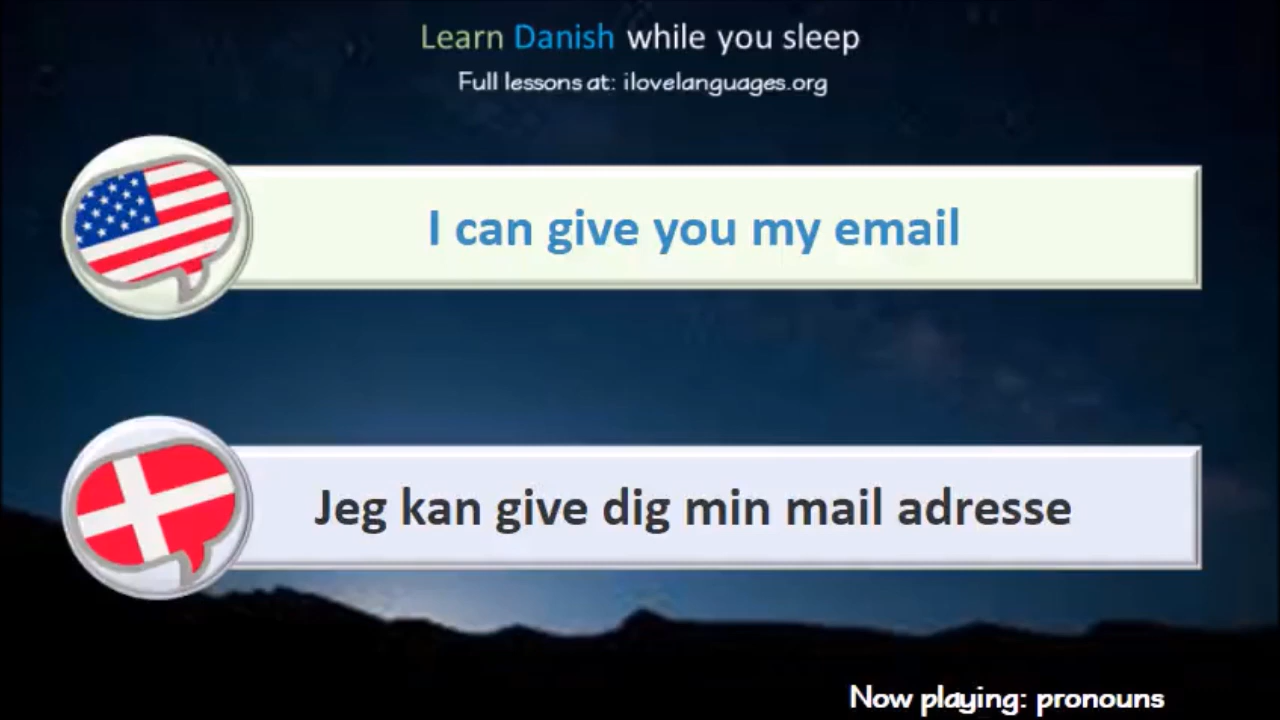 Learn Danish while you sleep
Full lessons at: ilovelanguages.org
I can give you my email
Jeg kan give dig min mail adresse
Now playing: pronouns